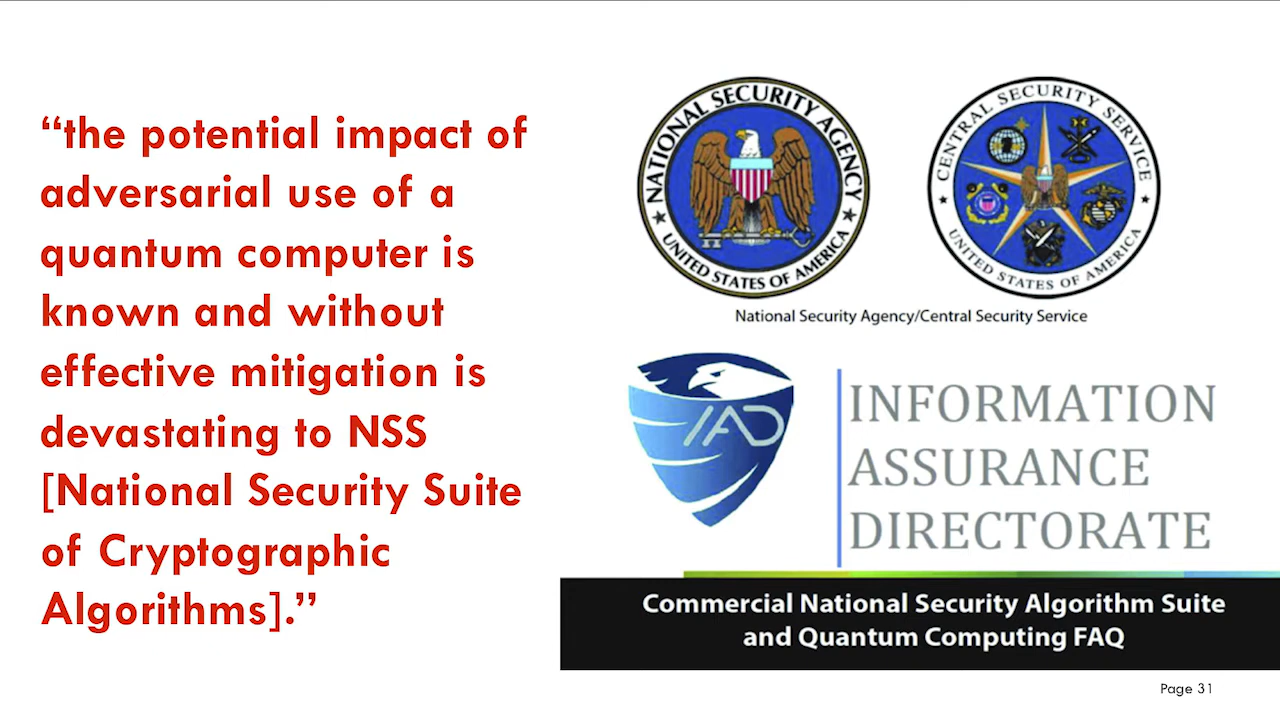 “the potential impact of
adversarial use of a
quantum computer is
known and without
effective mitigation is
devastating to NSS
[National Security Suite
of Cryptographic
Algorithms].”
NATIONAL SECURITY AGENCY
UNITED STATES OF AMERICA
CENTRAL SECURITY SERVICE
UNITED STATES OF AMERICA
National Security Agency/Central Security Service
IAD
INFORMATION
ASSURANCE
DIRECTORATE
Commercial National Security Algorithm Suite
and Quantum Computing FAQ
Page 31